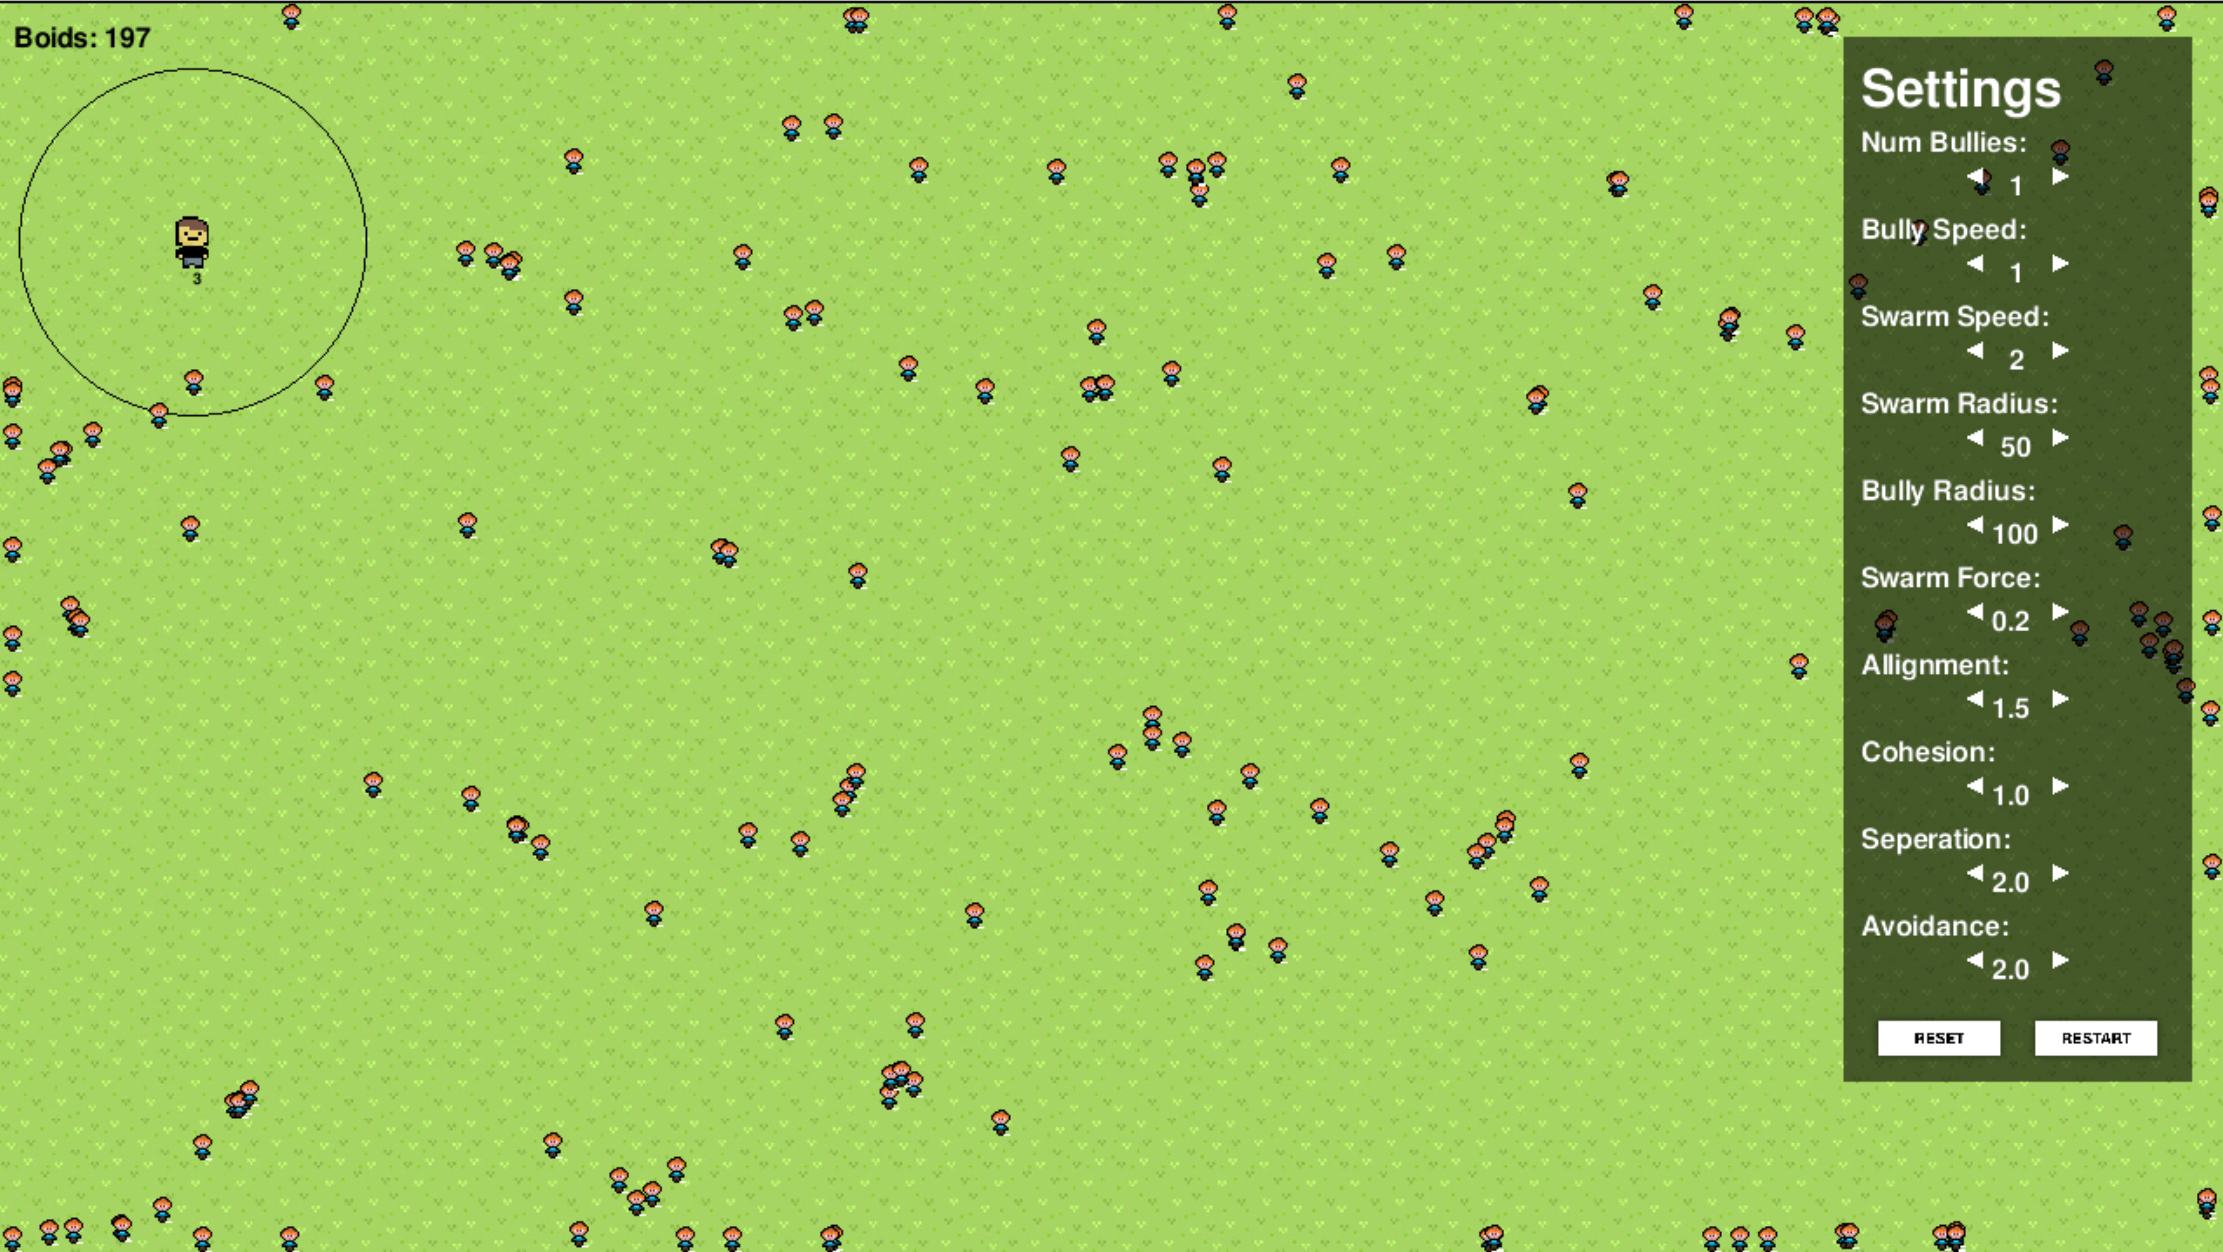 Boids: 197
3
Settings
Num Bullies:
1
Bully Speed:
1
Swarm Speed:
2
Swarm Radius:
50
Bully Radius:
100
Swarm Force:
0.2
Allignment:
1.5
Cohesion:
1.0
Seperation:
2.0
Avoidance:
2.0
RESET RESTART